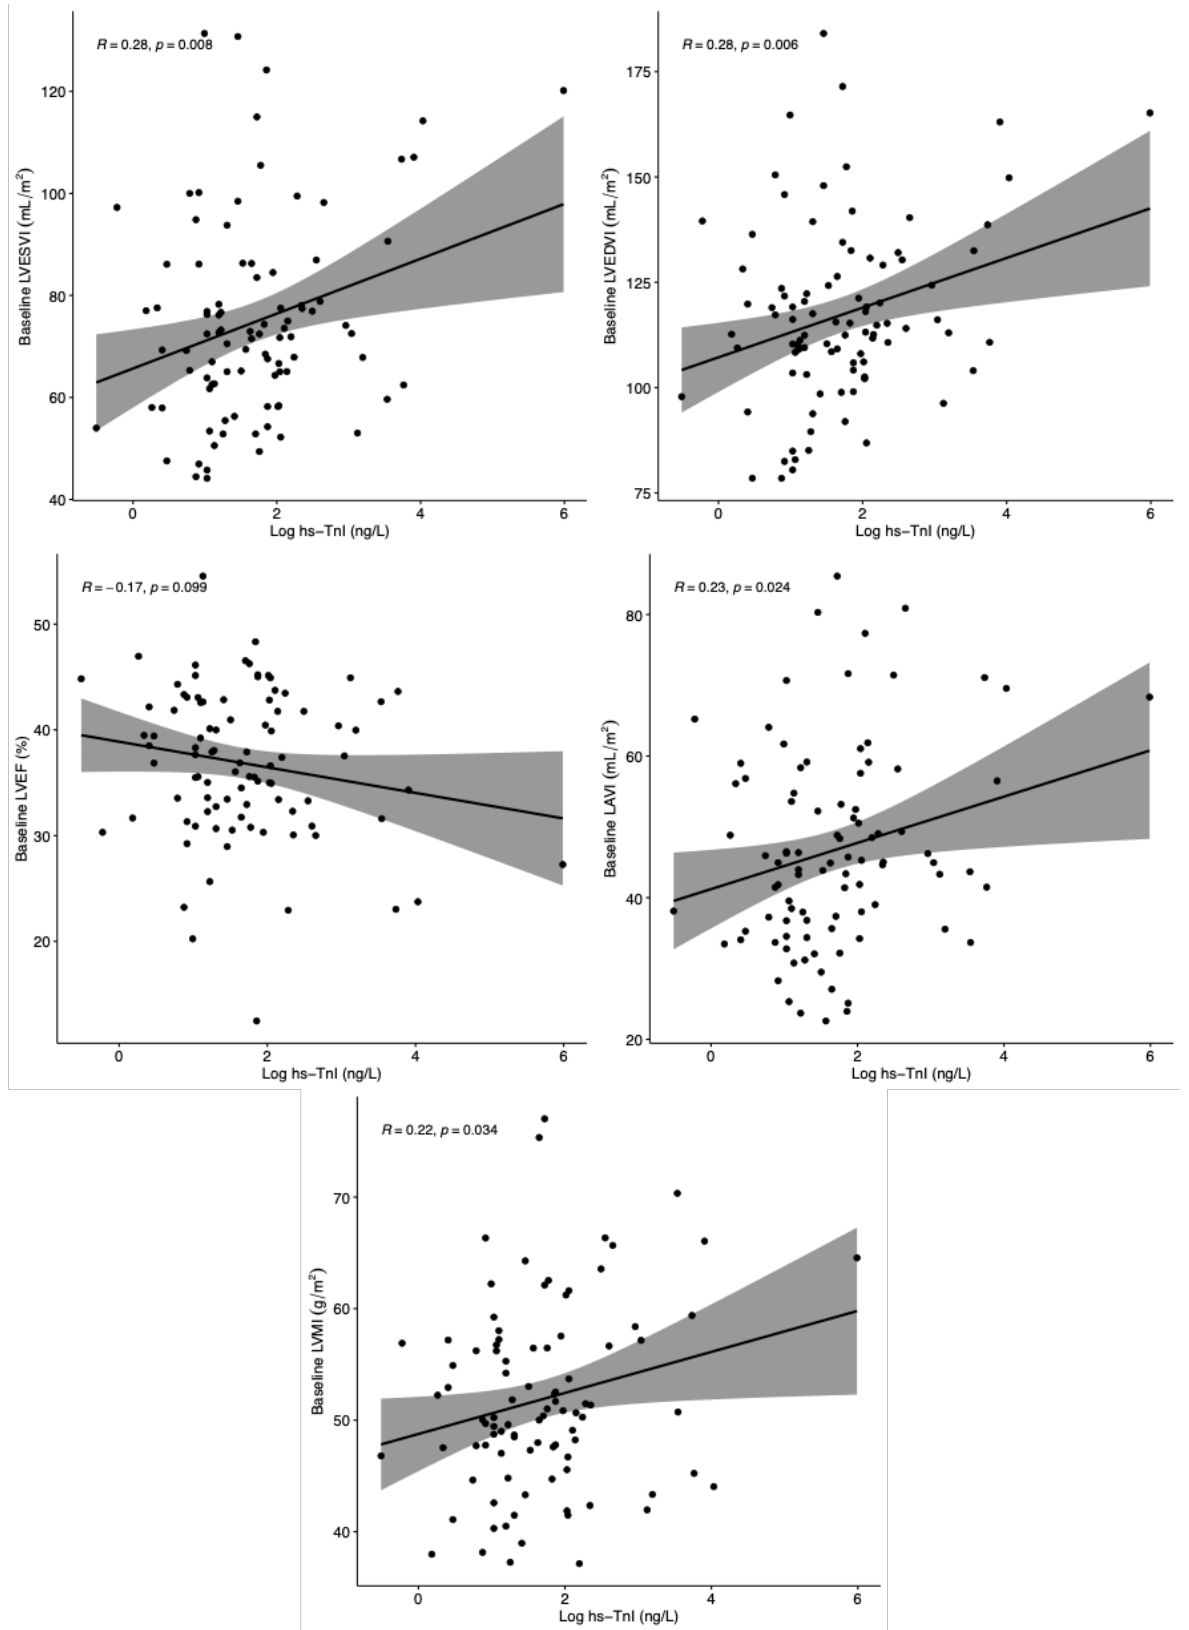 R = 0.28, p = 0.008
120
100
80
60
40
Baseline LVESVI (mL/m²)
0 2 4 6
Log hs−TnI (ng/L)
R = 0.28, p = 0.006
175
150
125
100
75
Baseline LVEDVI (mL/m²)
0 2 4 6
Log hs−TnI (ng/L)
R = −0.17, p = 0.099
50
40
30
20
Baseline LVEF (%)
0 2 4 6
Log hs−TnI (ng/L)
R = 0.23, p = 0.024
80
60
40
20
Baseline LAVI (mL/m²)
0 2 4 6
Log hs−TnI (ng/L)
R = 0.22, p = 0.034
70
60
50
40
Baseline LVMI (g/m²)
0 2 4 6
Log hs−TnI (ng/L)